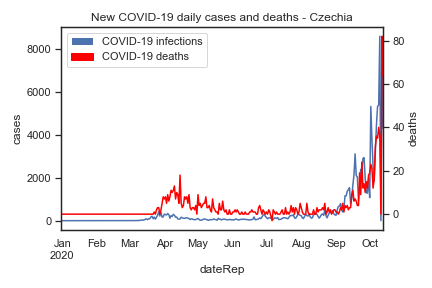 New COVID-19 daily cases and deaths - Czechia
COVID-19 infections
COVID-19 deaths
8000
6000
4000
2000
0
cases
80
60
40
20
0
deaths
Jan Feb Mar Apr May Jun Jul Aug Sep Oct
2020
dateRep